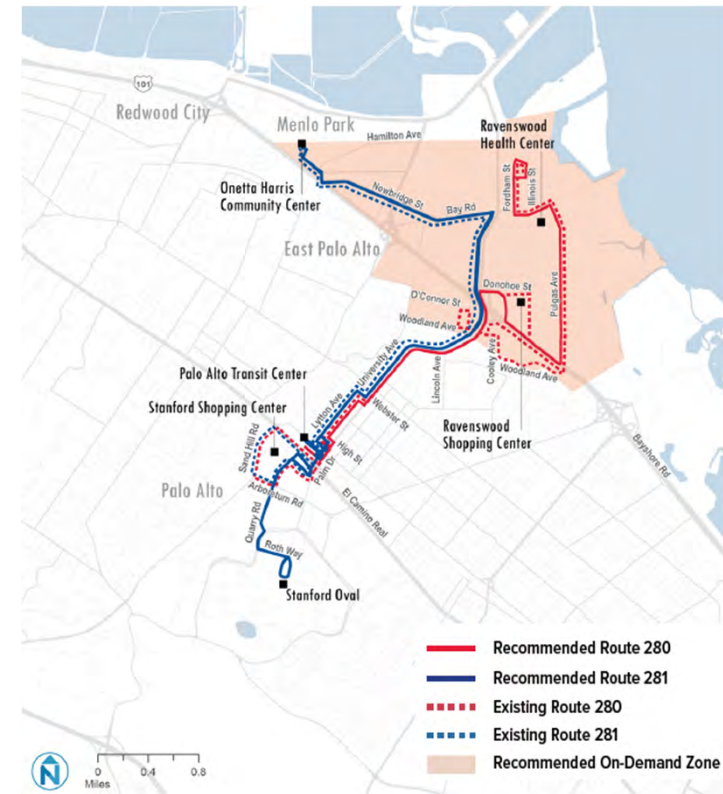 101
Redwood City
Menlo Park
Hamilton Ave
Ravenswood
Health Center
Fordham St
Illinois St
Onetta Harris
Community Center
Newbridge St
Bay Rd
East Palo Alto
Pulgas Ave
Donohoe St
O'Connor St
Woodland Ave
University Ave
Lincoln Ave
Cooley Ave
Woodland Ave
Palo Alto Transit Center
Lytton Ave
Stanford Shopping Center
Webster St
Ravenswood
Shopping Center
Bayshore Rd
Sand Hill Rd
High St
Palm Dr
Palo Alto
Arboretum Rd
El Camino Real
Quarry Rd
Roth Way
Stanford Oval
Recommended Route 280
Recommended Route 281
Existing Route 280
Existing Route 281
Recommended On-Demand Zone
N
0 0.4 0.8
Miles